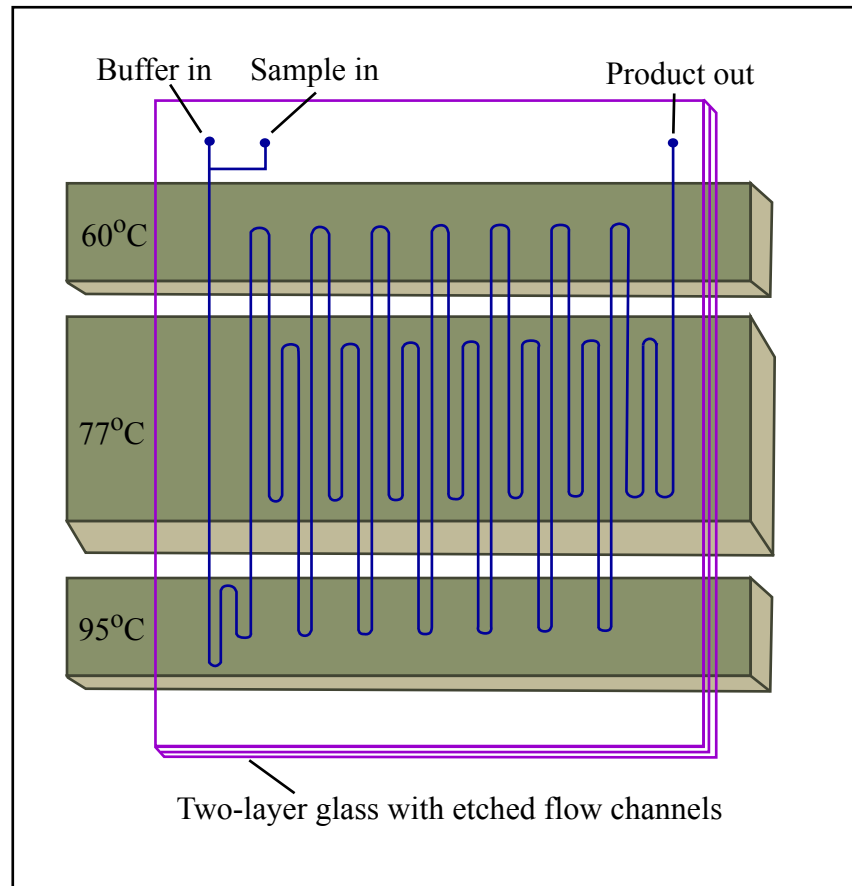 Buffer in
Sample in
Product out
60°C
77°C
95°C
Two-layer glass with etched flow channels